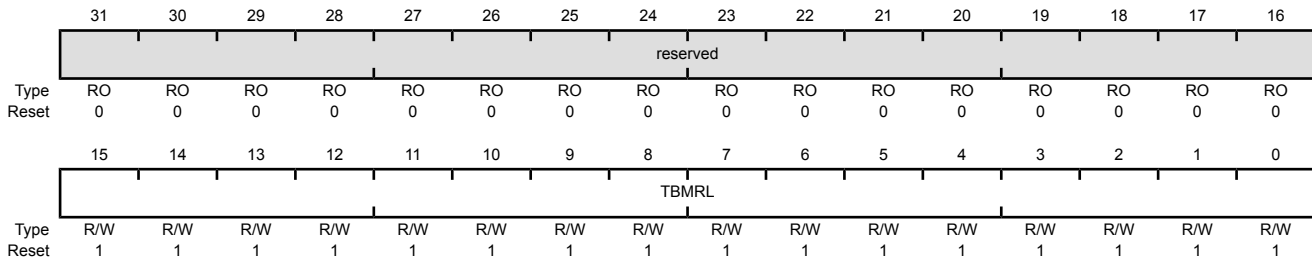 31 30 29 28 27 26 25 24 23 22 21 20 19 18 17 16
reserved
Type RO RO RO RO RO RO RO RO RO RO RO RO RO RO RO RO
Reset 0 0 0 0 0 0 0 0 0 0 0 0 0 0 0 0
15 14 13 12 11 10 9 8 7 6 5 4 3 2 1 0
TBMRL
Type R/W R/W R/W R/W R/W R/W R/W R/W R/W R/W R/W R/W R/W R/W R/W R/W
Reset 1 1 1 1 1 1 1 1 1 1 1 1 1 1 1 1